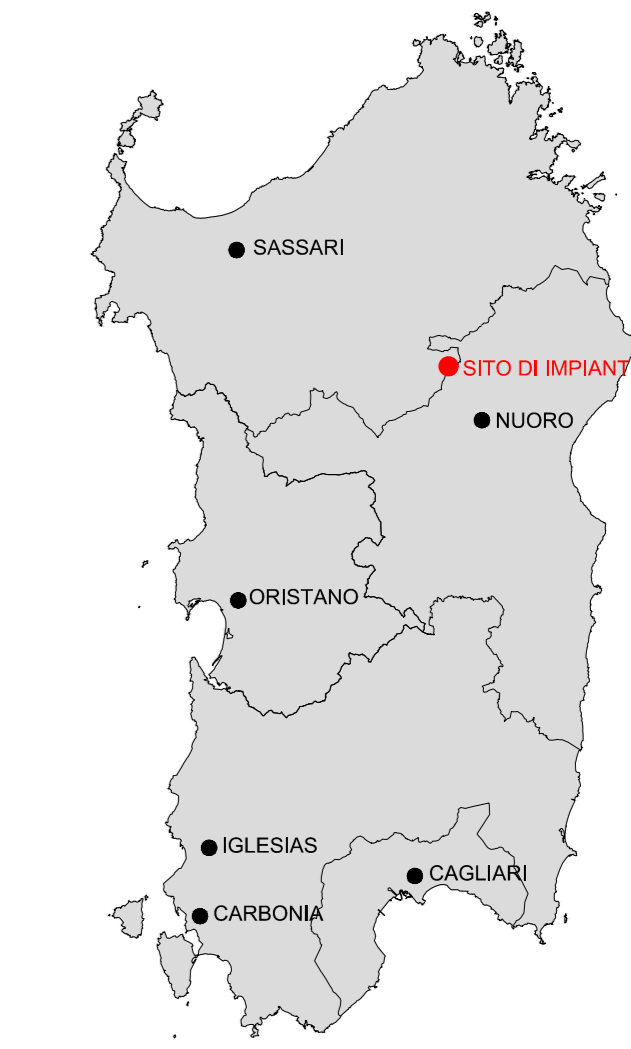 SASSARI
SITO DI IMPIANT
NUORO
ORISTANO
IGLESIAS
CAGLIARI
CARBONIA